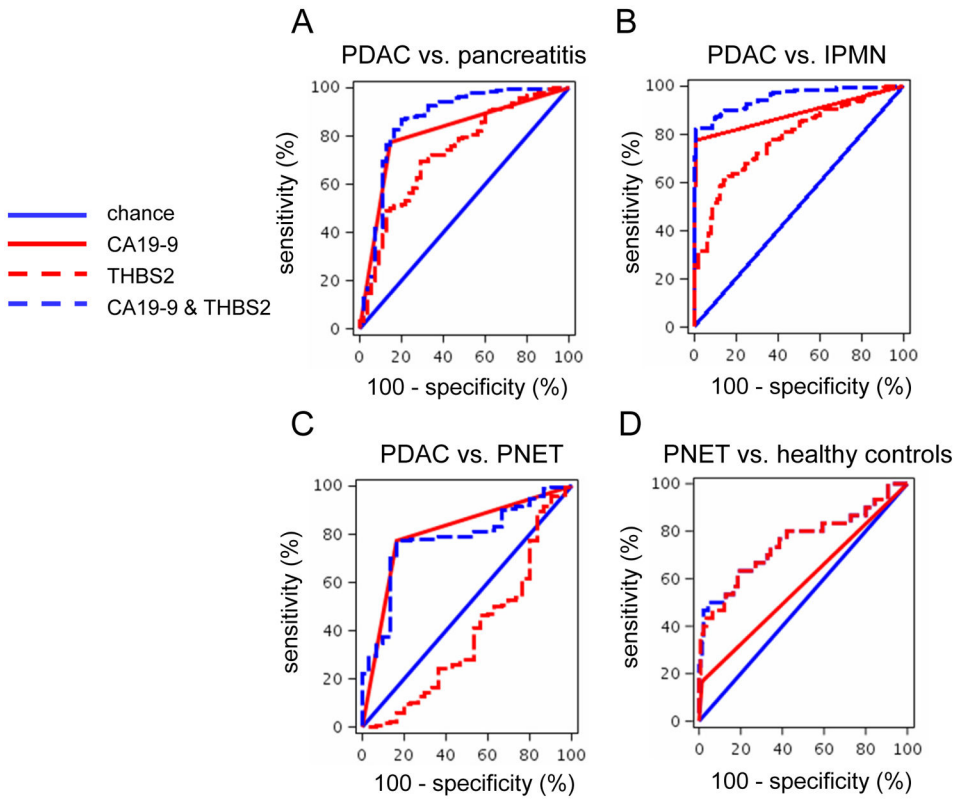 A
PDAC vs. pancreatitis
100
80
60
40
20
0
sensitivity (%)
0 20 40 60 80 100
100 - specificity (%)
B
PDAC vs. IPMN
100
80
60
40
20
0
sensitivity (%)
0 20 40 60 80 100
100 - specificity (%)
chance
CA19-9
THBS2
CA19-9 & THBS2
C
PDAC vs. PNET
100
80
60
40
20
0
sensitivity (%)
0 20 40 60 80 100
100 - specificity (%)
D
PNET vs. healthy controls
100
80
60
40
20
0
sensitivity (%)
0 20 40 60 80 100
100 - specificity (%)